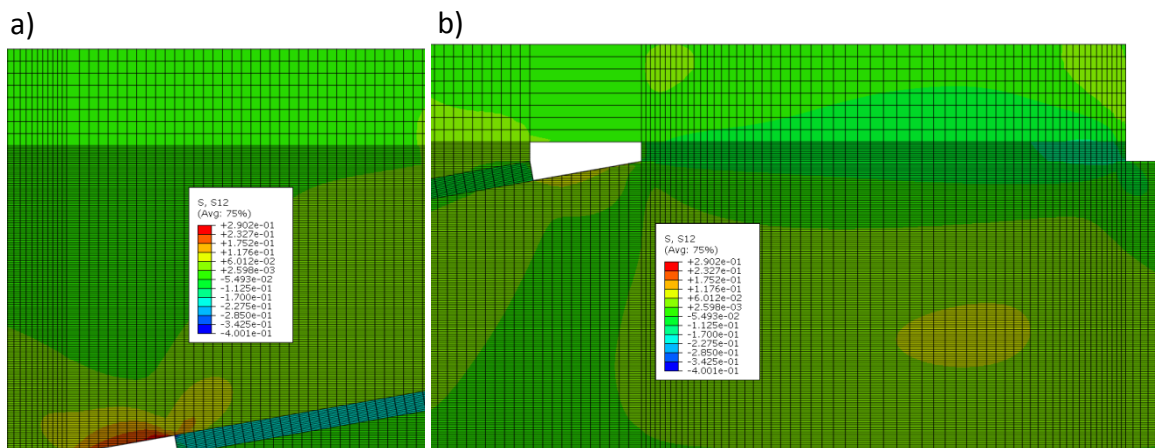 a)
S, S12
(Avg: 75%)
+2.902e-01
+2.327e-01
+1.752e-01
+1.176e-01
+6.012e-02
+2.598e-03
-5.493e-02
-1.125e-01
-1.700e-01
-2.275e-01
-2.850e-01
-3.425e-01
-4.001e-01
b)
S, S12
(Avg: 75%)
+2.902e-01
+2.327e-01
+1.752e-01
+1.176e-01
+6.012e-02
+2.598e-03
-5.493e-02
-1.125e-01
-1.700e-01
-2.275e-01
-2.850e-01
-3.425e-01
-4.001e-01